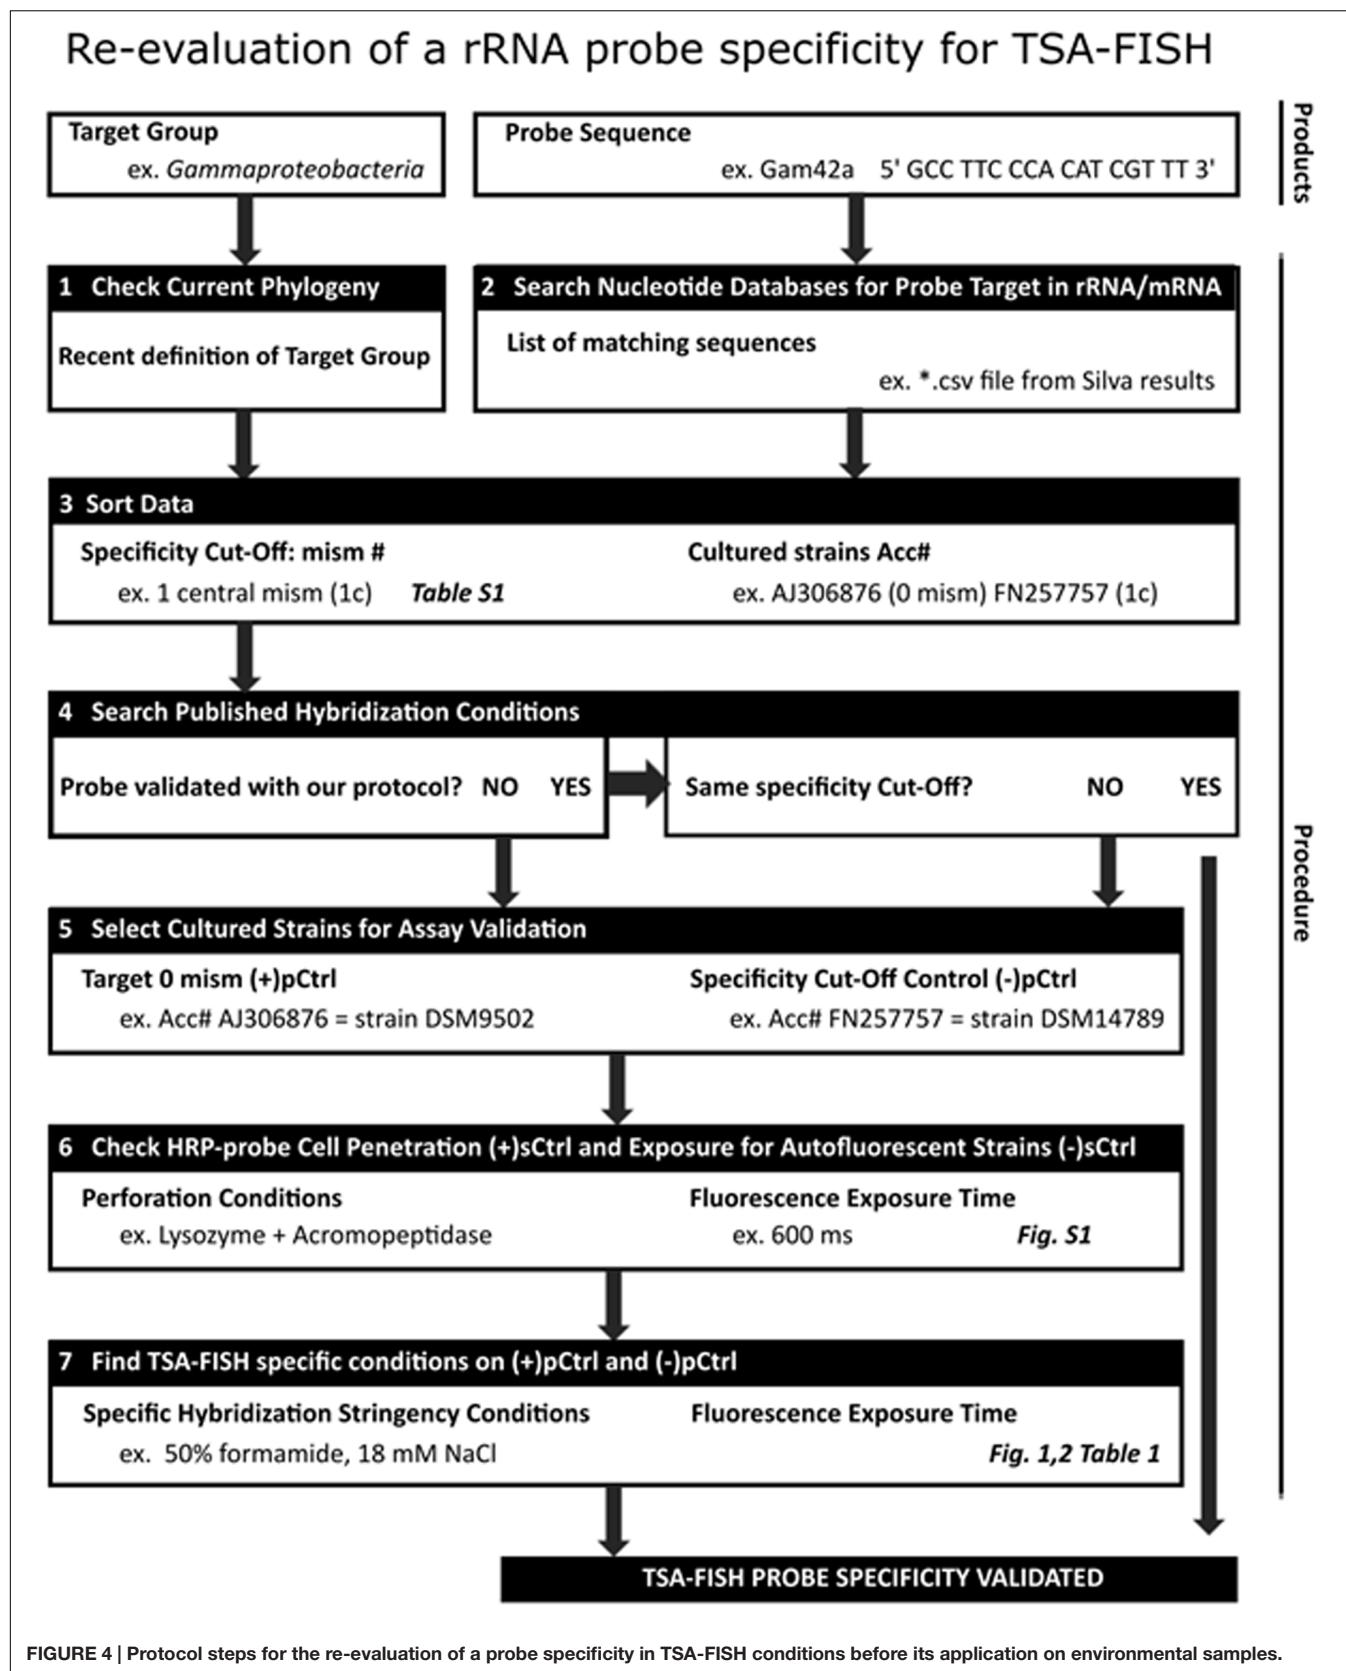 Re-evaluation of a rRNA probe specificity for TSA-FISH
Target Group
ex. Gammaproteobacteria
Probe Sequence
ex. Gam42a 5' GCC TTC CCA CAT CGT TT 3'
Products
1 Check Current Phylogeny
Recent definition of Target Group
2 Search Nucleotide Databases for Probe Target in rRNA/mRNA
List of matching sequences
ex. *.csv file from Silva results
3 Sort Data
Specificity Cut-Off: mism #
ex. 1 central mism (1c) Table S1
Cultured strains Acc#
ex. AJ306876 (0 mism) FN257757 (1c)
4 Search Published Hybridization Conditions
Probe validated with our protocol? NO YES
Same specificity Cut-Off? NO YES
Procedure
5 Select Cultured Strains for Assay Validation
Target 0 mism (+)pCtrl
ex. Acc# AJ306876 = strain DSM9502
Specificity Cut-Off Control (-)pCtrl
ex. Acc# FN257757 = strain DSM14789
6 Check HRP-probe Cell Penetration (+)sCtrl and Exposure for Autofluorescent Strains (-)sCtrl
Perforation Conditions
ex. Lysozyme + Acromopeptidase
Fluorescence Exposure Time
ex. 600 ms Fig. S1
7 Find TSA-FISH specific conditions on (+)pCtrl and (-)pCtrl
Specific Hybridization Stringency Conditions
ex. 50% formamide, 18 mM NaCl
Fluorescence Exposure Time
Fig. 1,2 Table 1
TSA-FISH PROBE SPECIFICITY VALIDATED
FIGURE 4 | Protocol steps for the re-evaluation of a probe specificity in TSA-FISH conditions before its application on environmental samples.